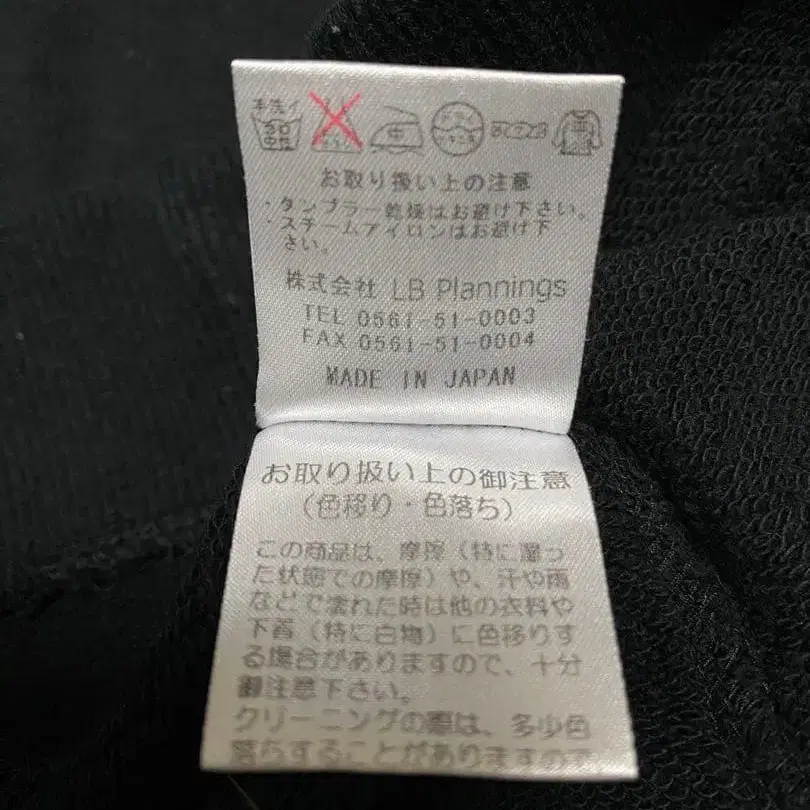 手洗イ
30
中性
中
ドライ
お取り扱い上の注意
・タンブラー乾燥はお避け下さい。
・スチームアイロンはお避け下
さい。
株式会社 LB Plannings
TEL 0561-51-0003
FAX 0561-51-0004
MADE IN JAPAN
お取り扱い上の御注意
(色移り・色落ち)
この商品は、摩擦(特に湿っ
た状態での摩擦)や、汗や雨
などで濡れた時は他の衣料や
下着(特に白物)に色移りす
る場合がありますので、十分
御注意下さい。
クリーニングの際は、多少色
落らすることがありますので